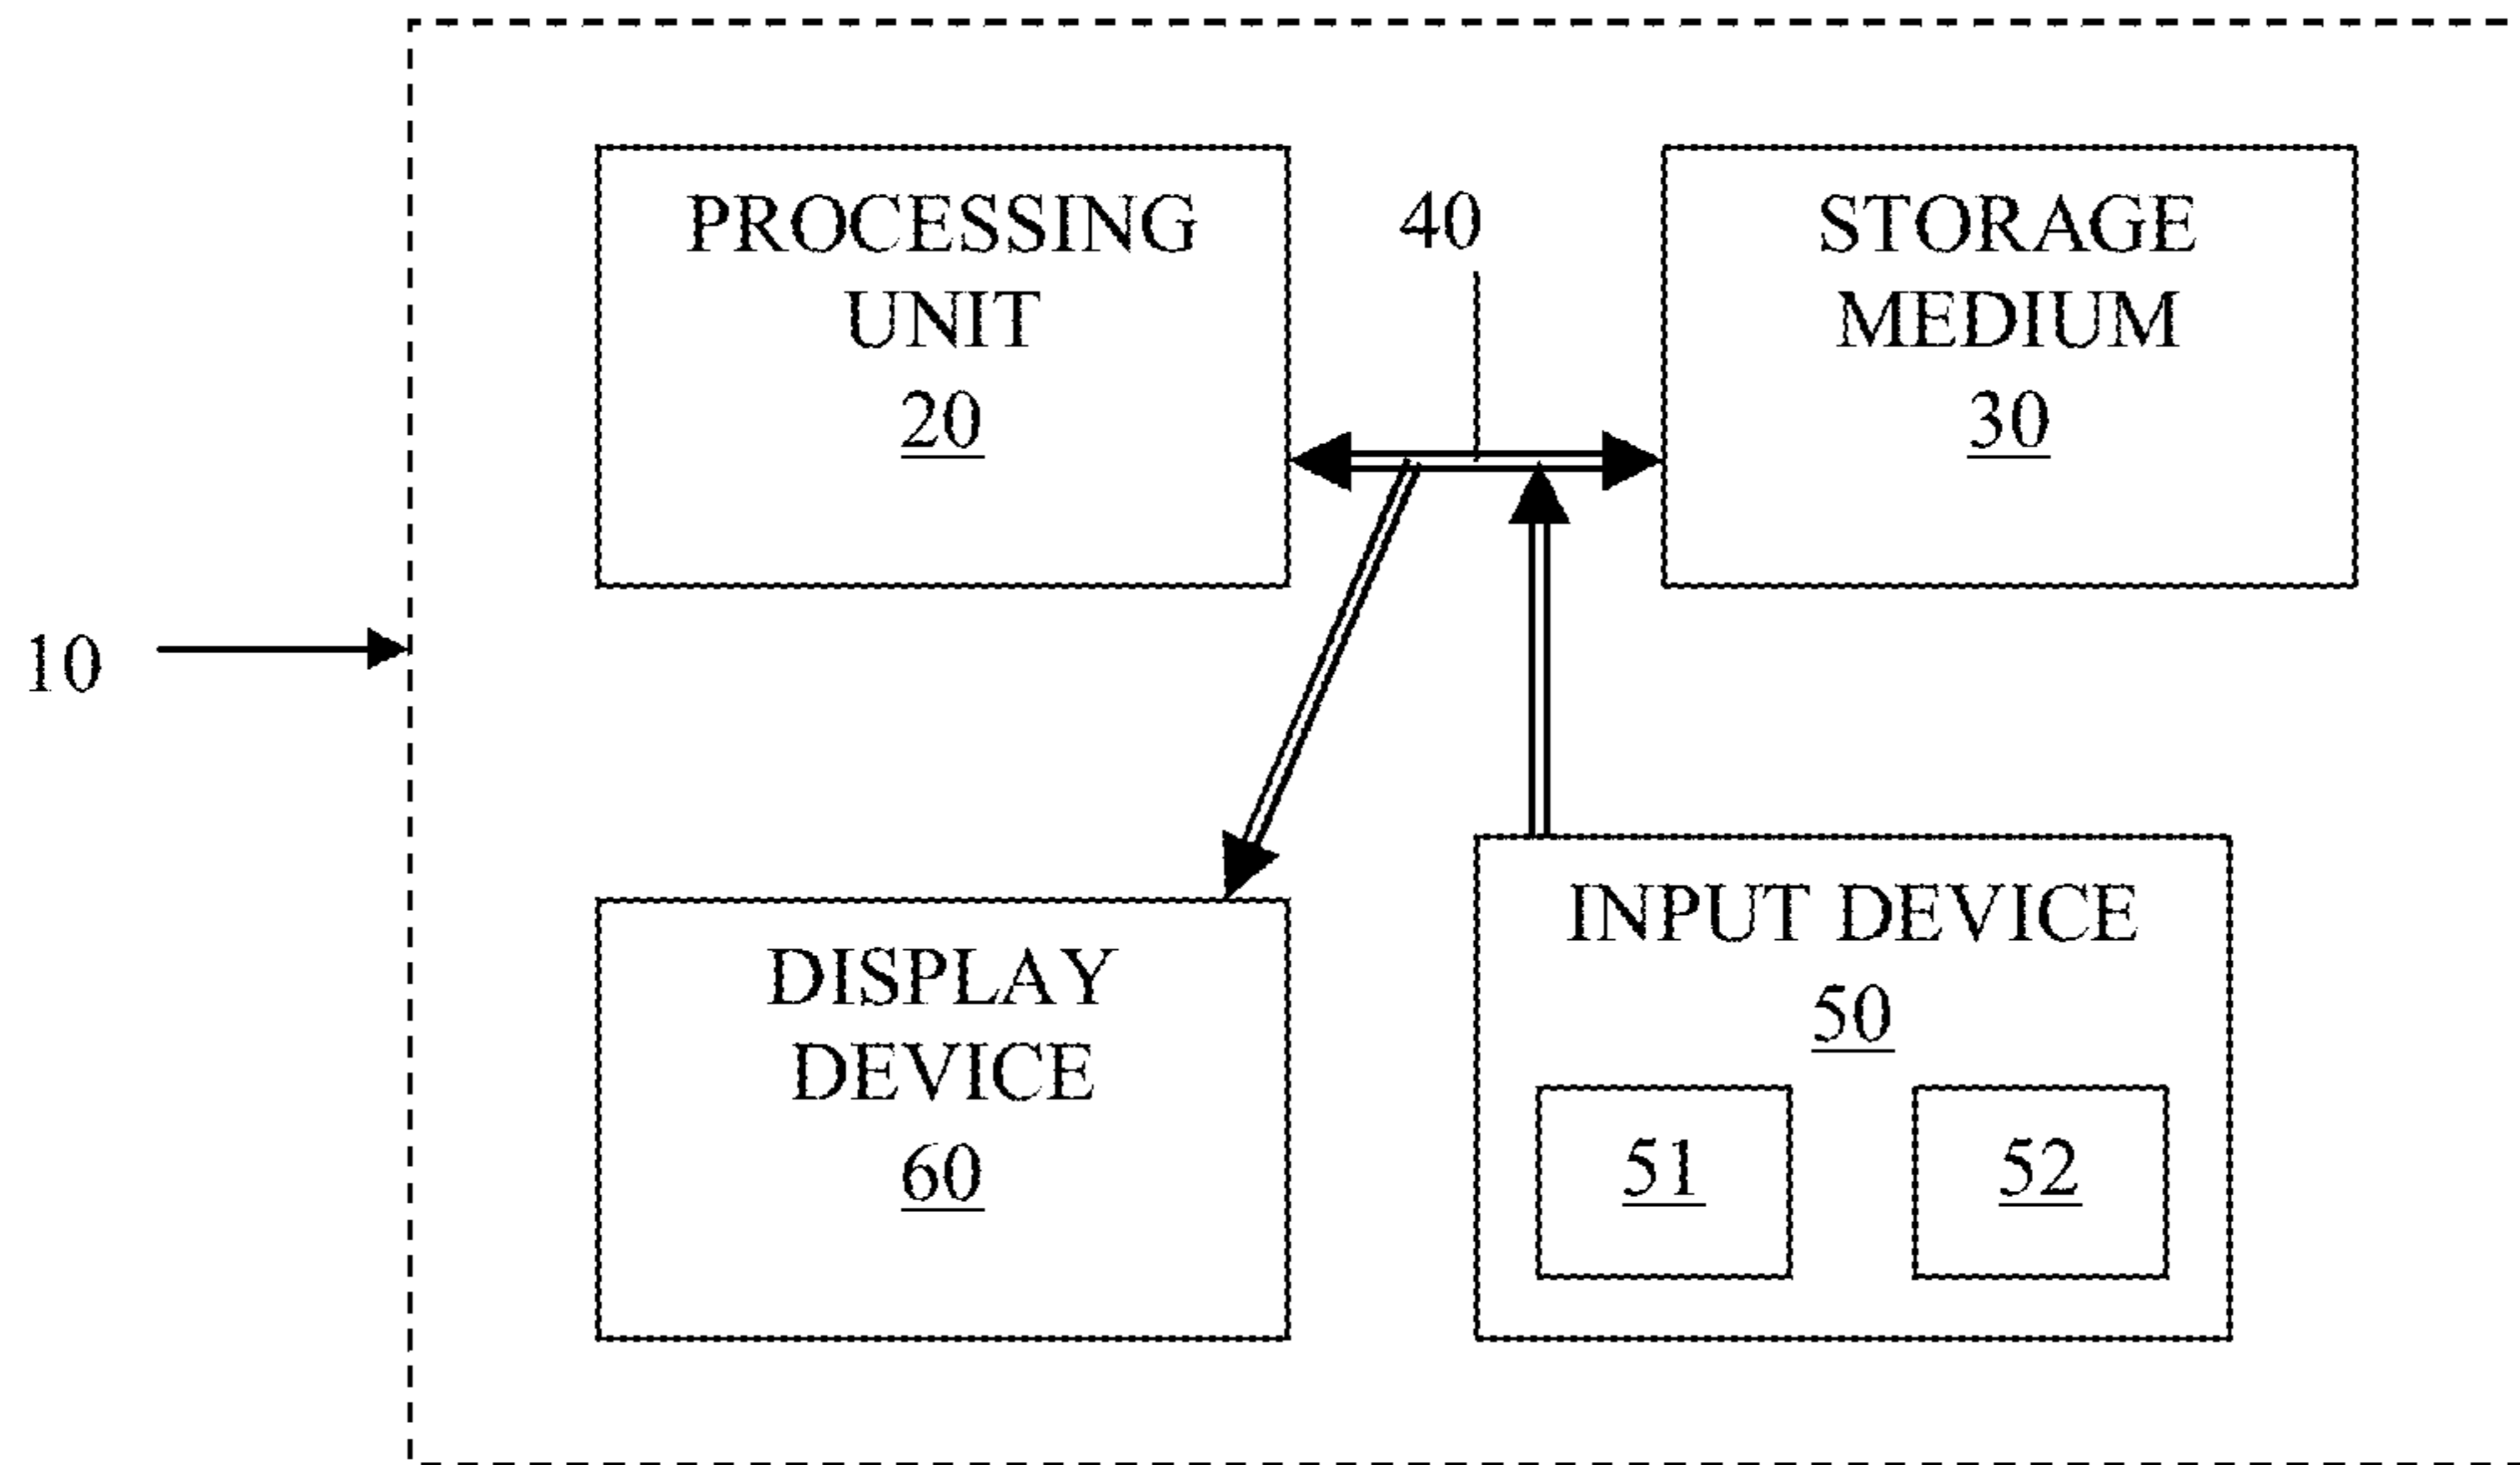 PROCESSING
UNIT
20
40
STORAGE
MEDIUM
30
10
DISPLAY
DEVICE
60
INPUT DEVICE
50
51
52